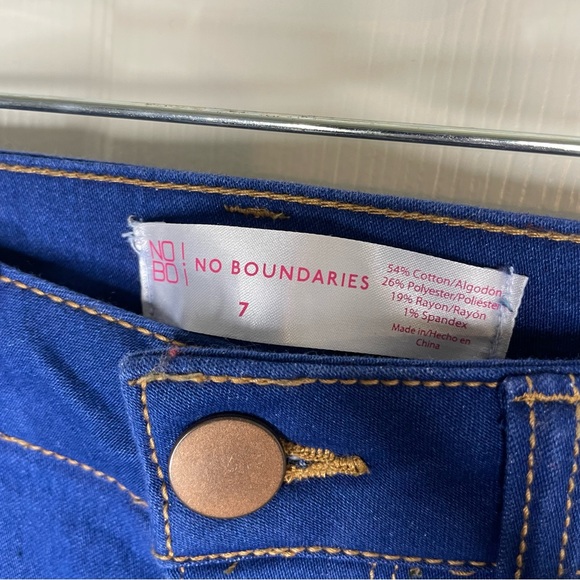 NO!
BO¡
NO BOUNDARIES
7
54% Cotton/Algodón
26% Polyester/Poliéster
19% Rayon/Rayón
1% Spandex
Made in/Hecho en
China